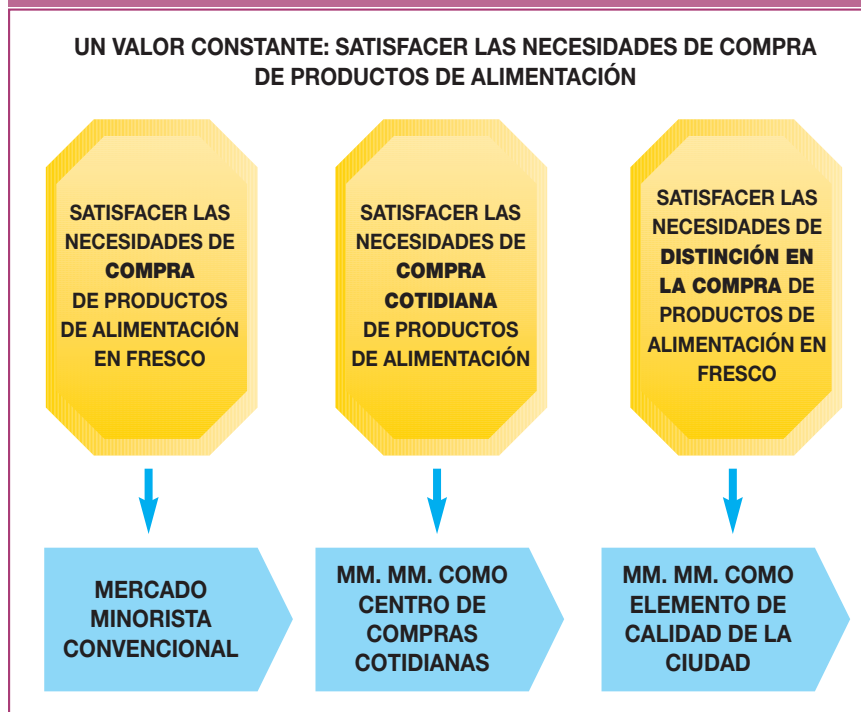 UN VALOR CONSTANTE: SATISFACER LAS NECESIDADES DE COMPRA
DE PRODUCTOS DE ALIMENTACIÓN
SATISFACER LAS
NECESIDADES DE
COMPRA
DE PRODUCTOS
DE ALIMENTACIÓN
EN FRESCO
SATISFACER LAS
NECESIDADES DE
COMPRA
COTIDIANA
DE PRODUCTOS
DE ALIMENTACIÓN
SATISFACER LAS
NECESIDADES DE
DISTINCIÓN EN
LA COMPRA DE
PRODUCTOS DE
ALIMENTACIÓN EN
FRESCO
MERCADO
MINORISTA
CONVENCIONAL
MM. MM. COMO
CENTRO DE
COMPRAS
COTIDIANAS
MM. MM. COMO
ELEMENTO DE
CALIDAD DE LA
CIUDAD